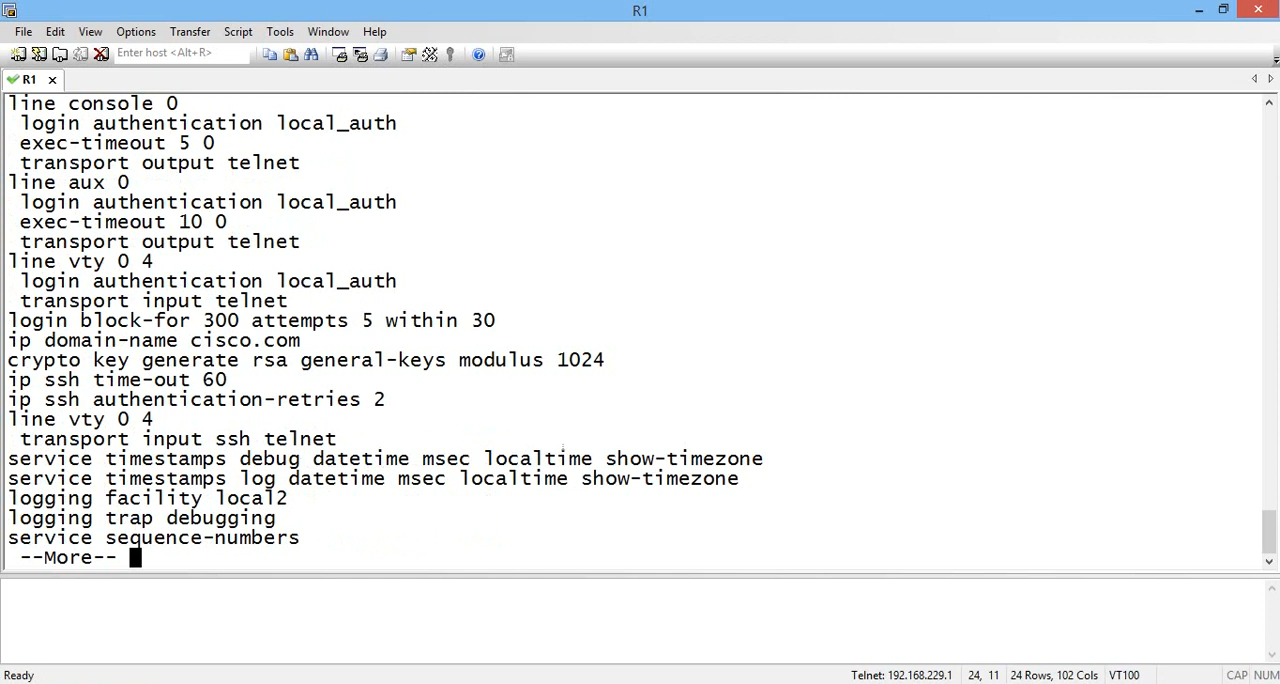 R1
File Edit View Options Transfer Script Tools Window Help
Enter host <Alt+R>
R1
line console 0
login authentication local_auth
exec-timeout 5 0
transport output telnet
line aux 0
login authentication local_auth
exec-timeout 10 0
transport output telnet
line vty 0 4
login authentication local_auth
transport input telnet
login block-for 300 attempts 5 within 30
ip domain-name cisco.com
crypto key generate rsa general-keys modulus 1024
ip ssh time-out 60
ip ssh authentication-retries 2
line vty 0 4
transport input ssh telnet
service timestamps debug datetime msec localtime show-timezone
service timestamps log datetime msec localtime show-timezone
logging facility local2
logging trap debugging
service sequence-numbers
--More--
Ready Telnet: 192.168.229.1 24, 11 24 Rows, 102 Cols VT100 CAP NUM